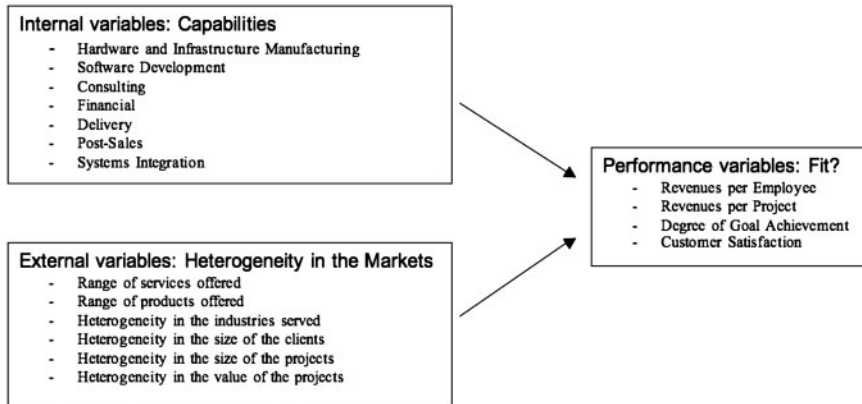 Internal variables: Capabilities
- Hardware and Infrastructure Manufacturing
- Software Development
- Consulting
- Financial
- Delivery
- Post-Sales
- Systems Integration
Performance variables: Fit?
- Revenues per Employee
- Revenues per Project
- Degree of Goal Achievement
- Customer Satisfaction
External variables: Heterogeneity in the Markets
- Range of services offered
- Range of products offered
- Heterogeneity in the industries served
- Heterogeneity in the size of the clients
- Heterogeneity in the size of the projects
- Heterogeneity in the value of the projects